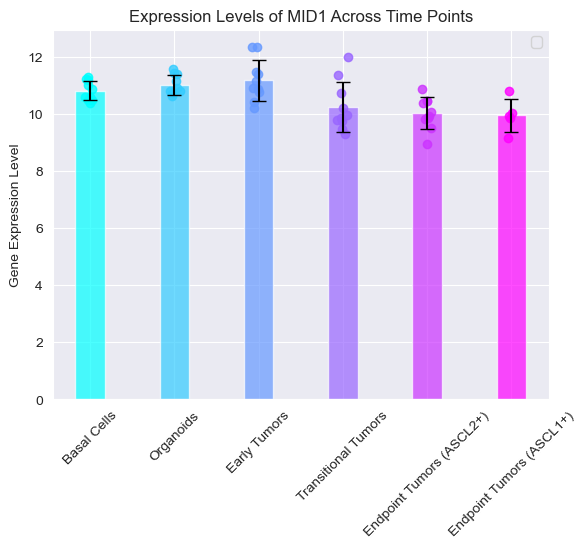 Expression Levels of MID1 Across Time Points
Gene Expression Level
12
10
8
6
4
2
0
Basal Cells
Organoids
Early Tumors
Transitional Tumors
Endpoint Tumors (ASCL2+)
Endpoint Tumors (ASCL1+)